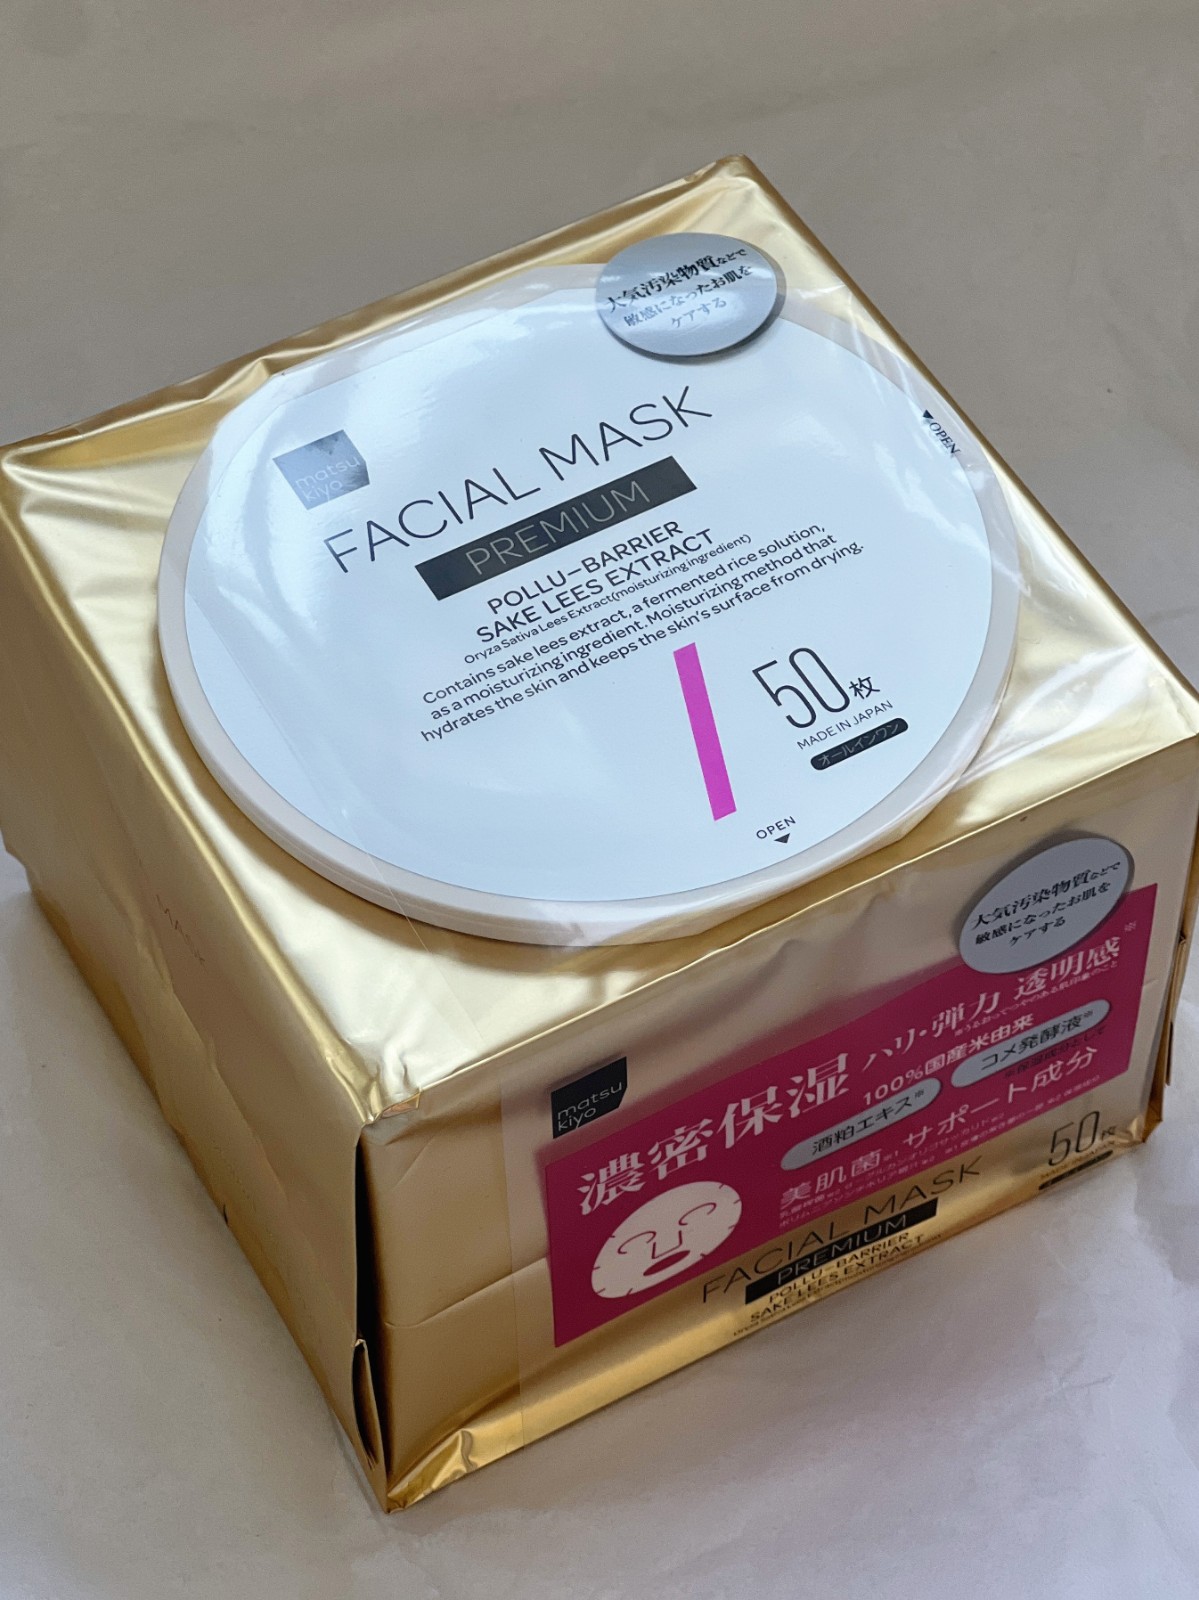 大気汚染物質などで
敏感になったお肌を
ケアする
matsu
kiyo
FACIAL MASK
PREMIUM
POLLU-BARRIER
SAKE LEES EXTRACT
Oryza Sativa Lees Extract(moisturizing ingredient)
Contains sake lees extract, a fermented rice solution,
as a moisturizing ingredient. Moisturizing method that
hydrates the skin and keeps the skin's surface from drying.
OPEN
50枚
MADE IN JAPAN
オールインワン
OPEN
MASK
大気汚染物質などで
敏感になったお肌を
ケアする
matsu
kiyo
濃密保湿 ハリ・弾力 透明感※
100%国産米由来
酒粕エキス※ コメ発酵液※
美肌菌※1 サポート成分
50枚
FACIAL MASK
PREMIUM
POLLU-BARRIER
SAKE LEES EXTRACT